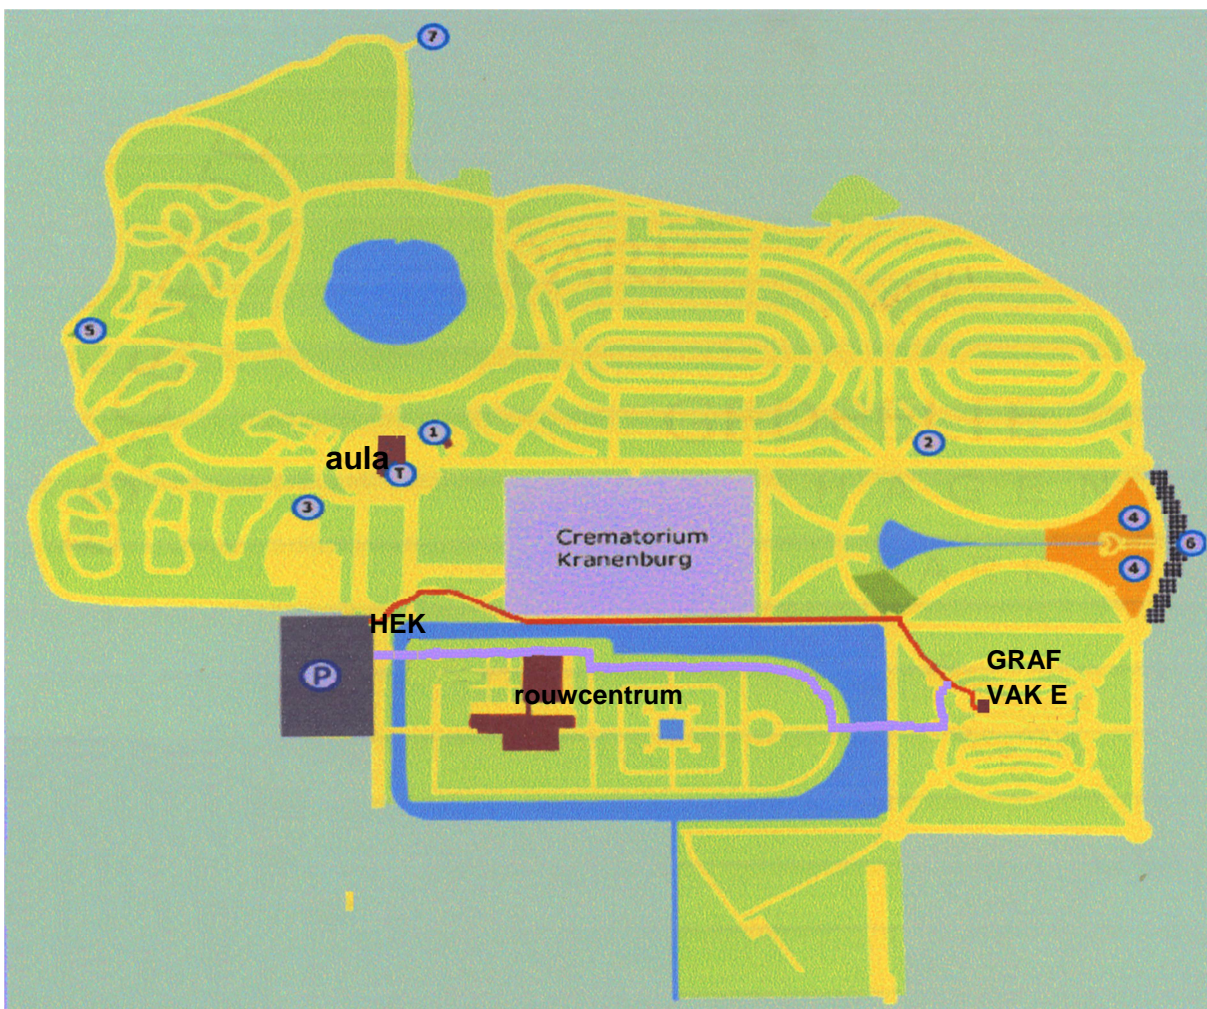 7
5
1
aula
T
2
3
4
Crematorium
Kranenburg
6
4
HEK
P
rouwcentrum
GRAF
VAK E